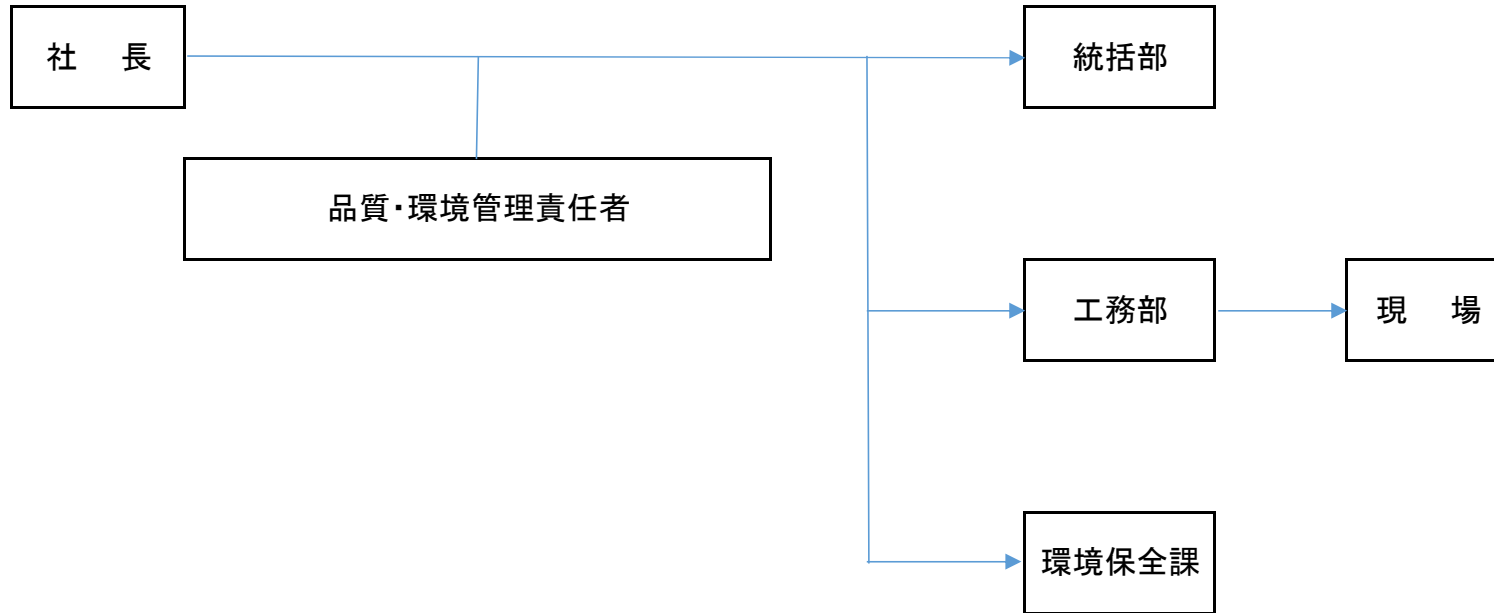 社　長
統括部
品質・環境管理責任者
工務部
現　場
環境保全課